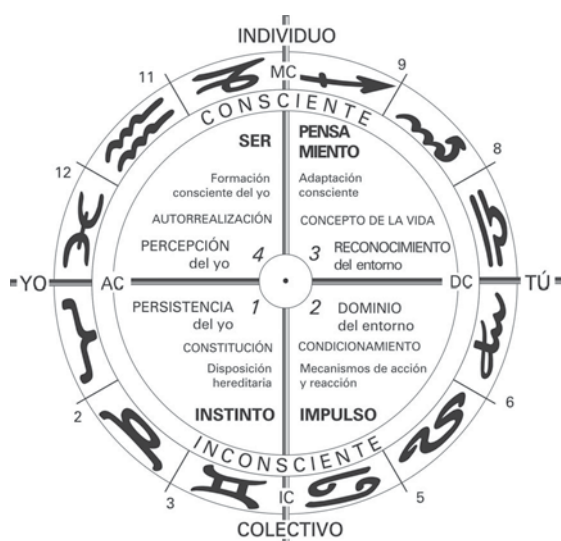 INDIVIDUO
MC
11
9
CONSCIENTE
SER
PENSA
MIENTO
12
8
Formación
consciente del yo
Adaptación
consciente
AUTORREALIZACIÓN
CONCEPTO DE LA VIDA
PERCEPCIÓN
del yo
4
3
RECONOCIMIENTO
del entorno
YO
AC
DC
TÚ
PERSISTENCIA
del yo
1
2
DOMINIO
del entorno
CONSTITUCIÓN
CONDICIONAMIENTO
Disposición
hereditaria
Mecanismos de acción
y reacción
2
6
INSTINTO
IMPULSO
INCONSCIENTE
3
5
IC
COLECTIVO